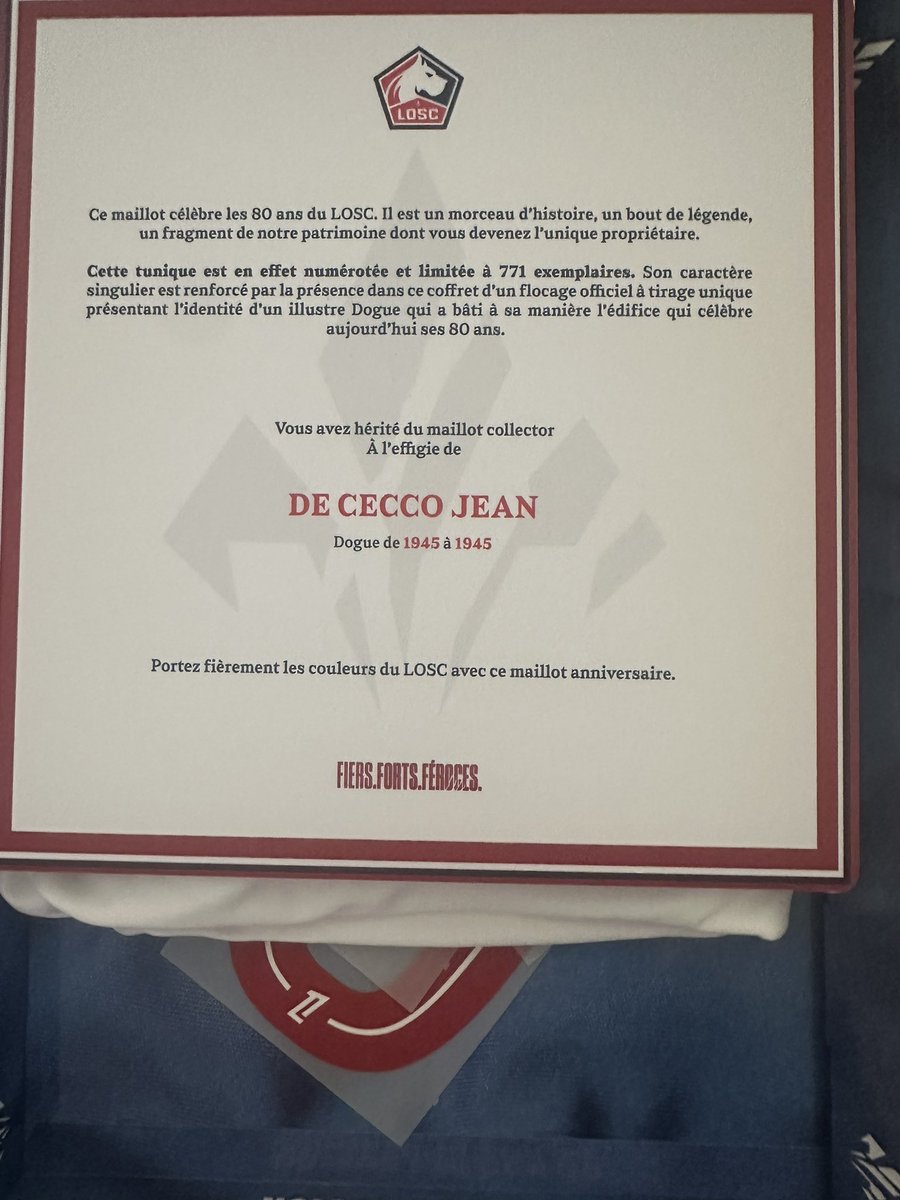 LOSC
Ce maillot célèbre les 80 ans du LOSC. Il est un morceau d'histoire, un bout de légende,
un fragment de notre patrimoine dont vous devenez l'unique propriétaire.
Cette tunique est en effet numérotée et limitée à 771 exemplaires. Son caractère
singulier est renforcé par la présence dans ce coffret d'un flocage officiel à tirage unique
présentant l'identité d'un illustre Dogue qui a bâti à sa manière l'édifice qui célèbre
aujourd'hui ses 80 ans.
Vous avez hérité du maillot collector
À l'effigie de
DE CECCO JEAN
Dogue de 1945 à 1945
Portez fièrement les couleurs du LOSC avec ce maillot anniversaire.
FIERS.FORTS.FÉROCES.